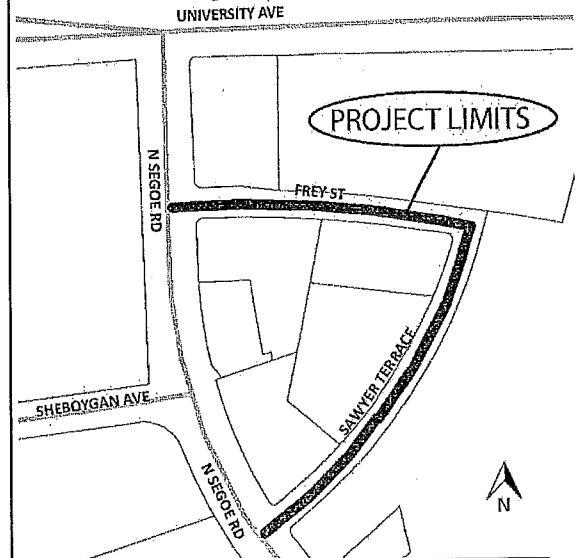 UNIVERSITY AVE
PROJECT LIMITS
N SEGOE RD
FREY ST
SAWYER TERRACE
SHEBOYGAN AVE
N SEGOE RD
N